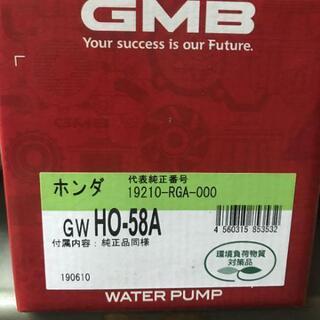 GMB
Your success is our Future.
GMB
ホンダ
代表純正番号
19210-RGA-000
GW HO-58A
付属内容:純正品同様
4 560315 853532
190610
環境負荷物質
対策品
WATER PUMP